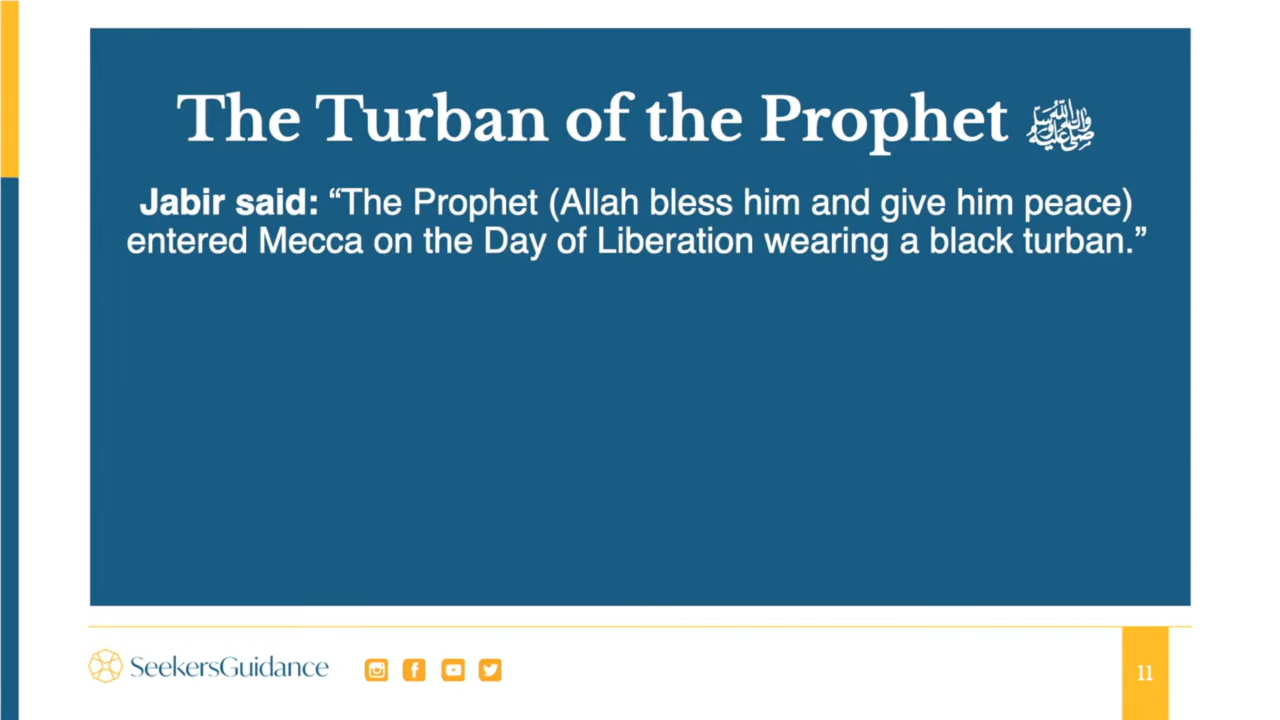 The Turban of the Prophet ﷺ
Jabir said: “The Prophet (Allah bless him and give him peace)
entered Mecca on the Day of Liberation wearing a black turban.”
SeekersGuidance
11